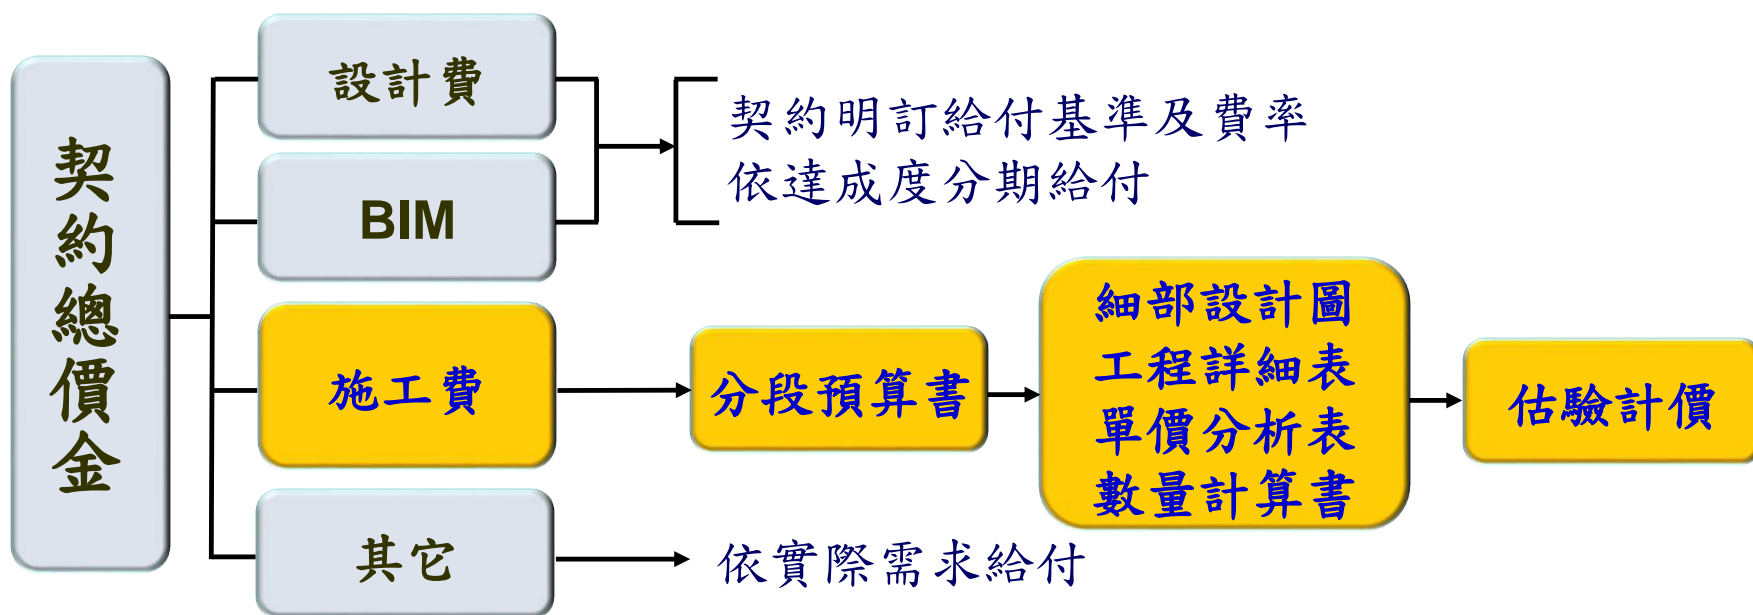 契約總價金
設計費
BIM
契約明訂給付基準及費率
依達成度分期給付
施工費
分段預算書
細部設計圖
工程詳細表
單價分析表
數量計算書
估驗計價
其它
依實際需求給付